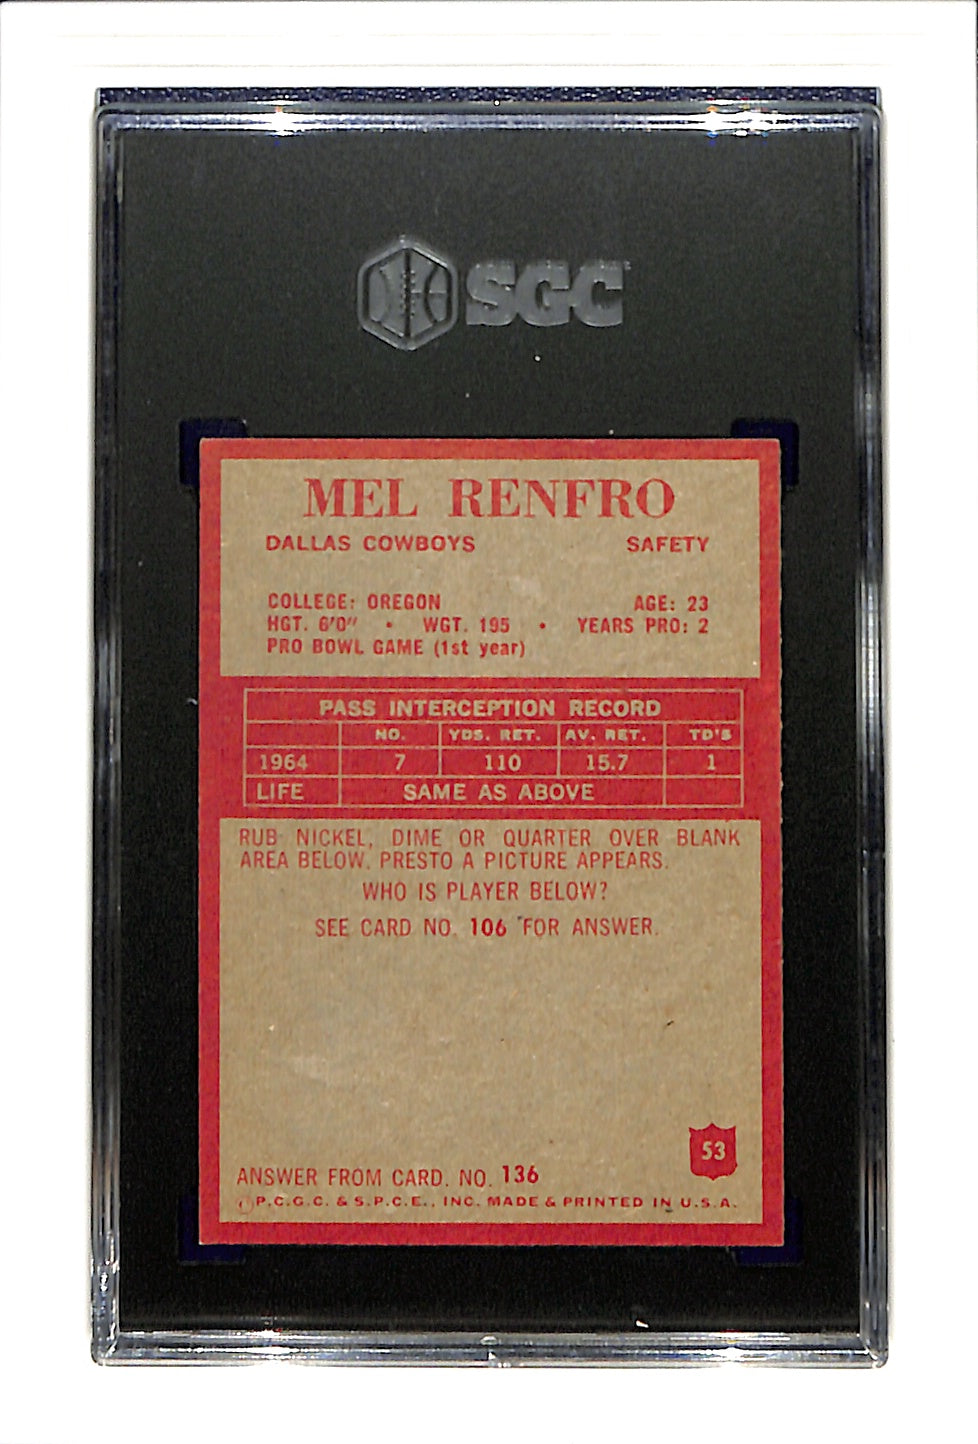 SGC
MEL RENFRO
DALLAS COWBOYS SAFETY
COLLEGE: OREGON AGE: 23
HGT. 6'0" • WGT. 195 • YEARS PRO: 2
PRO BOWL GAME (1st year)
PASS INTERCEPTION RECORD
NO. YDS. RET. AV. RET. TD'S
1964 7 110 15.7 1
LIFE SAME AS ABOVE
RUB NICKEL, DIME OR QUARTER OVER BLANK
AREA BELOW. PRESTO A PICTURE APPEARS.
WHO IS PLAYER BELOW?
SEE CARD NO. 106 FOR ANSWER.
53
ANSWER FROM CARD. NO. 136
©P.C.G.C. & S.P.C.E., INC. MADE & PRINTED IN U.S.A.